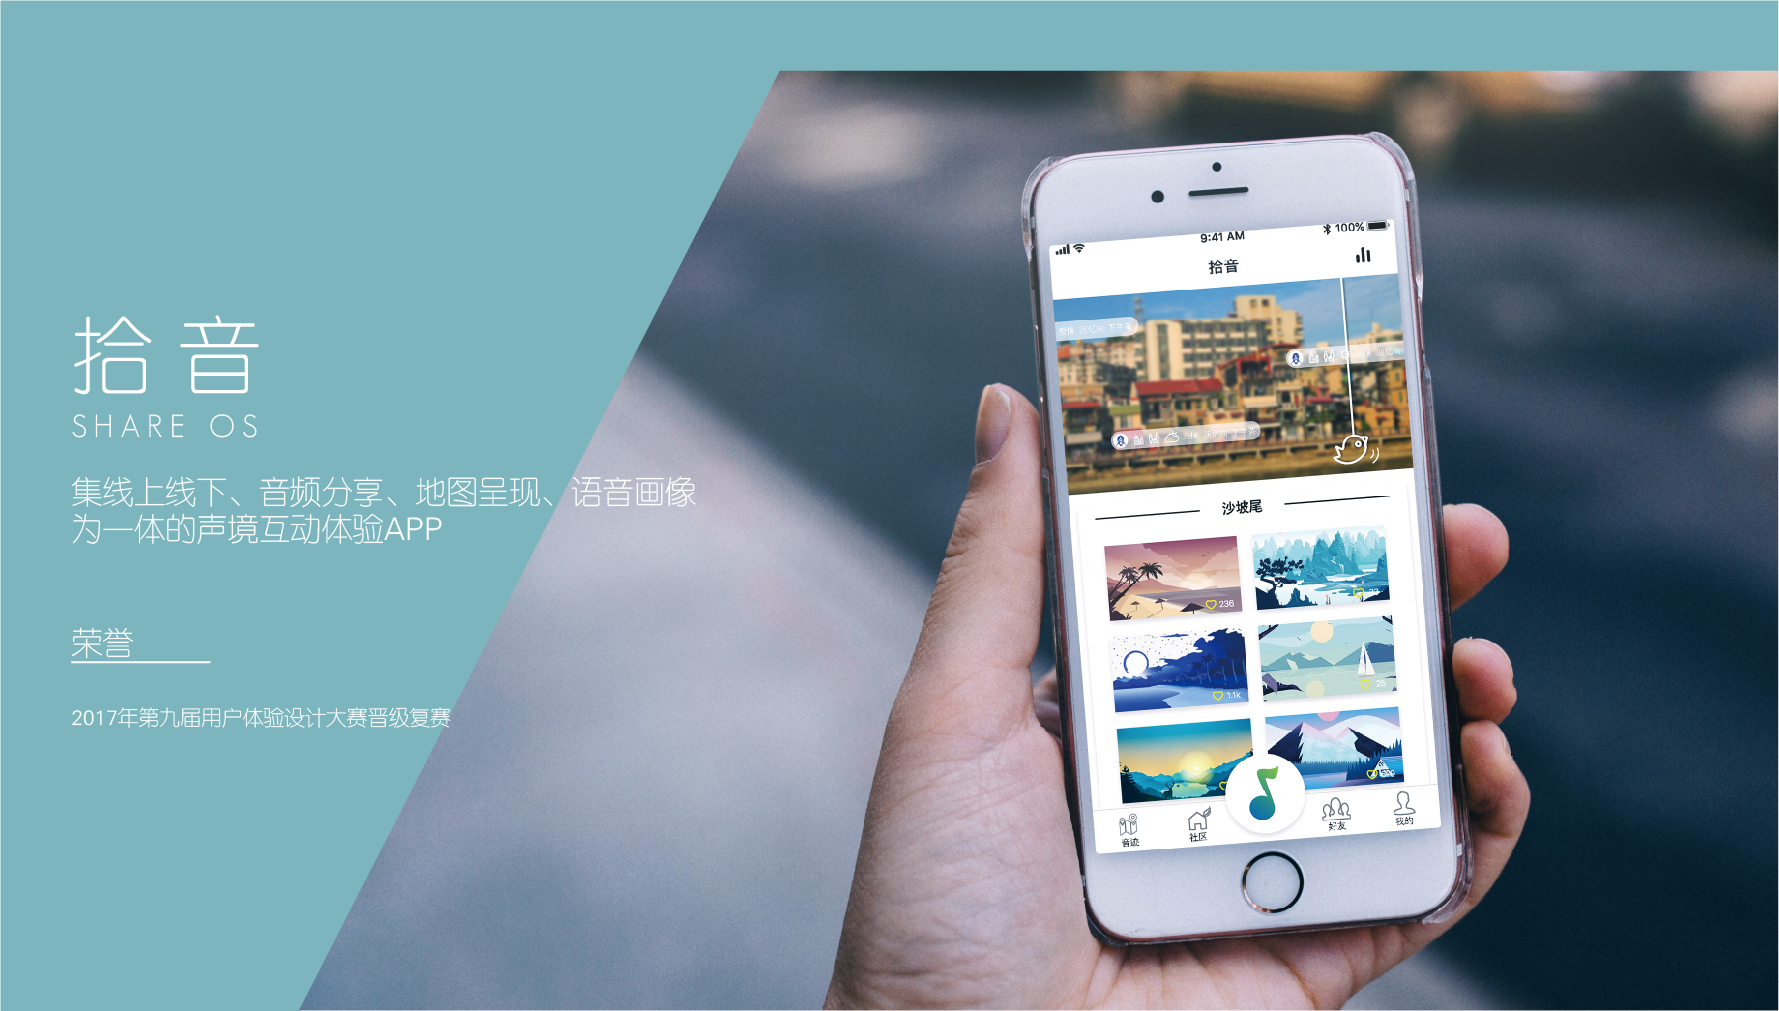 拾音
SHARE OS
集线上线下、音频分享、地图呈现、语音画像
为一体的声境互动体验APP
荣誉
2017年第九届用户体验设计大赛晋级复赛
9:41 AM
100%
拾音
沙坡尾
236
1.1k
25
音迹
社区
好友
我的